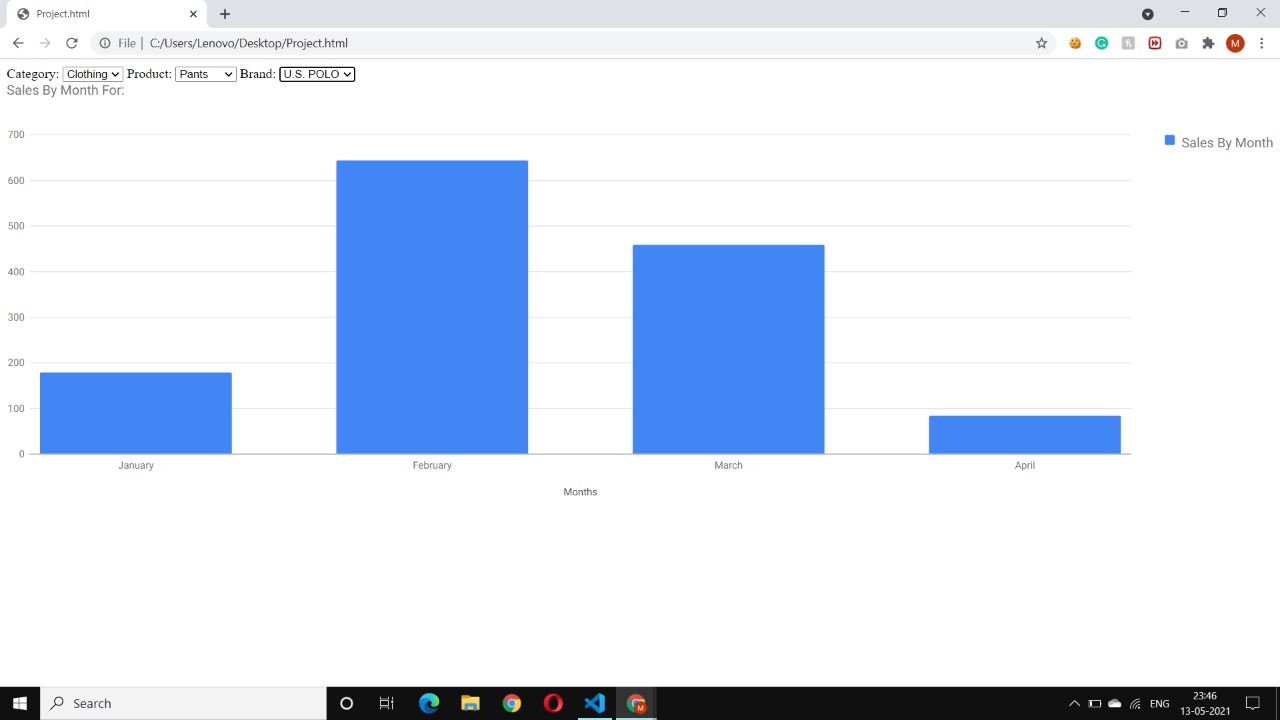 Project.html
File | C:/Users/Lenovo/Desktop/Project.html
M
Category: Clothing Product: Pants Brand: U.S. POLO
Sales By Month For:
700
600
500
400
300
200
100
0
Sales By Month
January February March April
Months
Search
M
ENG
23:46
13-05-2021